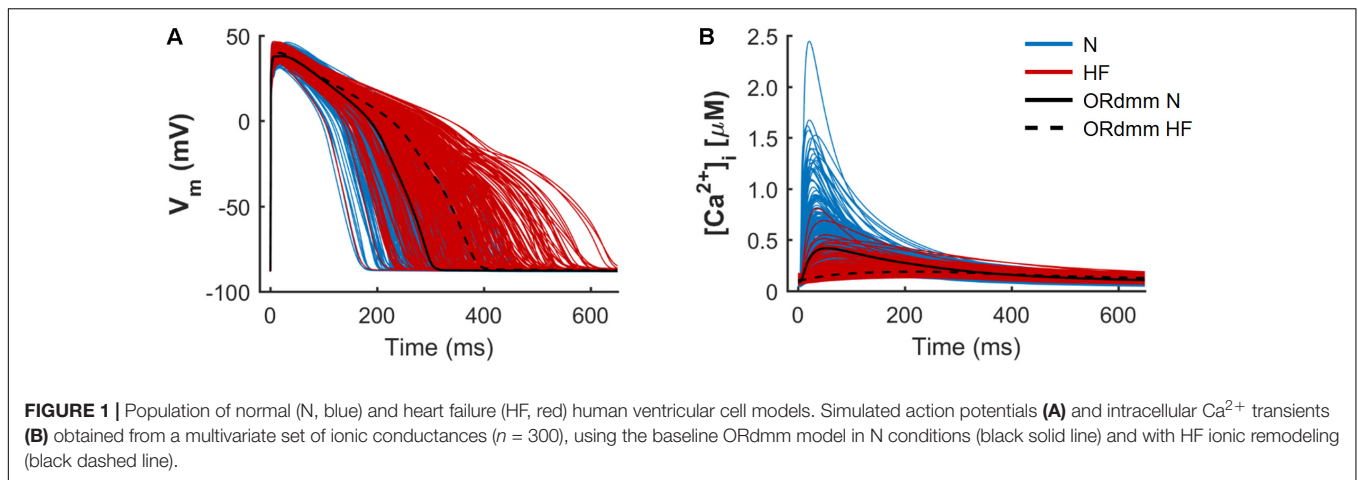 A
50
0
-50
-100
V_m (mV)
0
200
400
600
Time (ms)
B
2.5
2.0
1.5
1.0
0.5
0
[Ca²⁺]_i [µM)
0
200
400
600
Time (ms)
N
HF
ORdmm N
ORdmm HF
FIGURE 1 | Population of normal (N, blue) and heart failure (HF, red) human ventricular cell models. Simulated action potentials (A) and intracellular Ca²⁺ transients
(B) obtained from a multivariate set of ionic conductances (n = 300), using the baseline ORdmm model in N conditions (black solid line) and with HF ionic remodeling
(black dashed line).